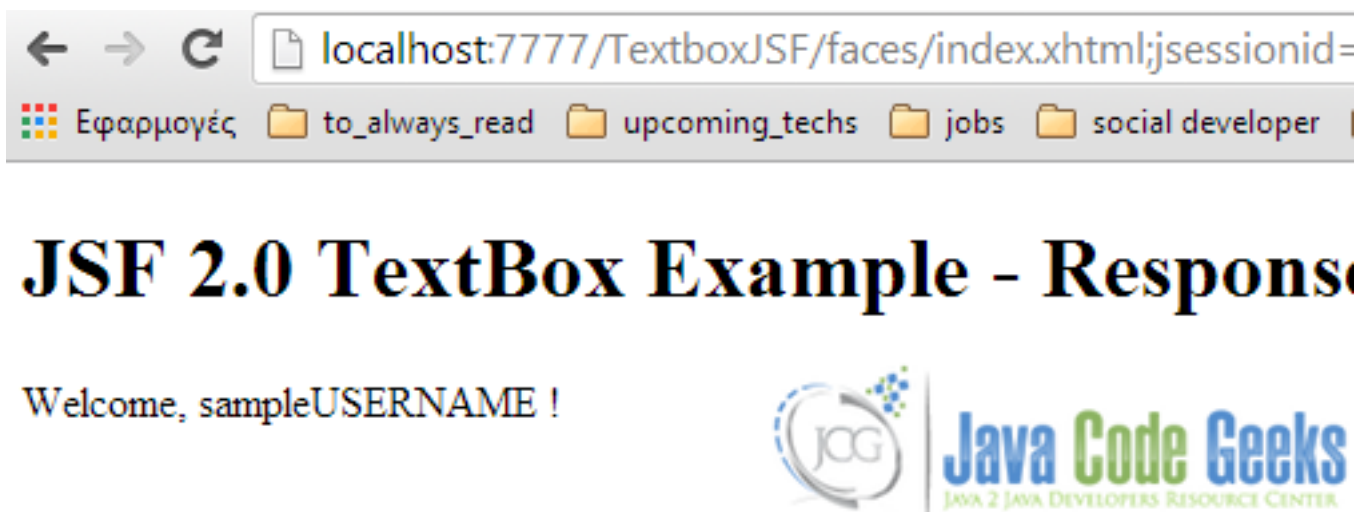 localhost:7777/TextboxJSF/faces/index.xhtml;jsessionid=
Εφαρμογές to_always_read upcoming_techs jobs social developer
JSF 2.0 TextBox Example - Response
Welcome, sampleUSERNAME !
JCG
Java Code Geeks
JAVA 2 JAVA DEVELOPERS RESOURCE CENTER